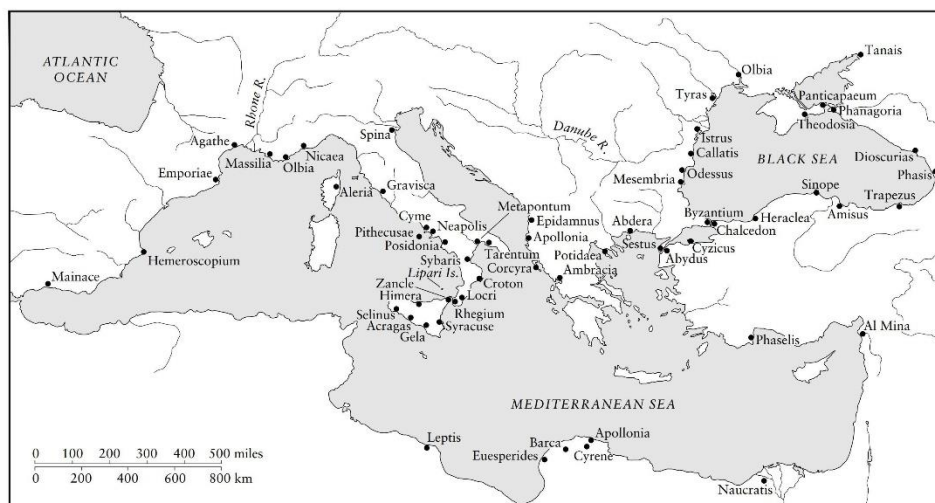 ATLANTIC
OCEAN
Rhone R.
Danube R.
Tanais
Olbia
Tyras
Panticapaeum
Phanagoria
Theodosia
Spina
Istrus
Callatis
BLACK SEA
Odessus
Mesembria
Dioscurias
Phasis
Sinope
Trapezus
Amisus
Heraclea
Byzantium
Chalcedon
Agathe
Massilia
Olbia
Nicaea
Emporiae
Aleria
Gravisca
Metapontum
Cyme
Neapolis
Pithecusae
Posidonia
Epidamnus
Apollonia
Abdera
Sestus
Cyzicus
Abydus
Potidaea
Tarentum
Corcyra
Ambracia
Sybaris
Lipari Is.
Croton
Hemeroscopium
Mainace
Zancle
Himera
Locri
Rhegium
Selinus
Acragas
Syracuse
Gela
Phaselis
Al Mina
MEDITERRANEAN SEA
Leptis
Barca
Apollonia
Euesperides
Cyrene
Naucratis
0 100 200 300 400 500 miles
0 200 400 600 800 km